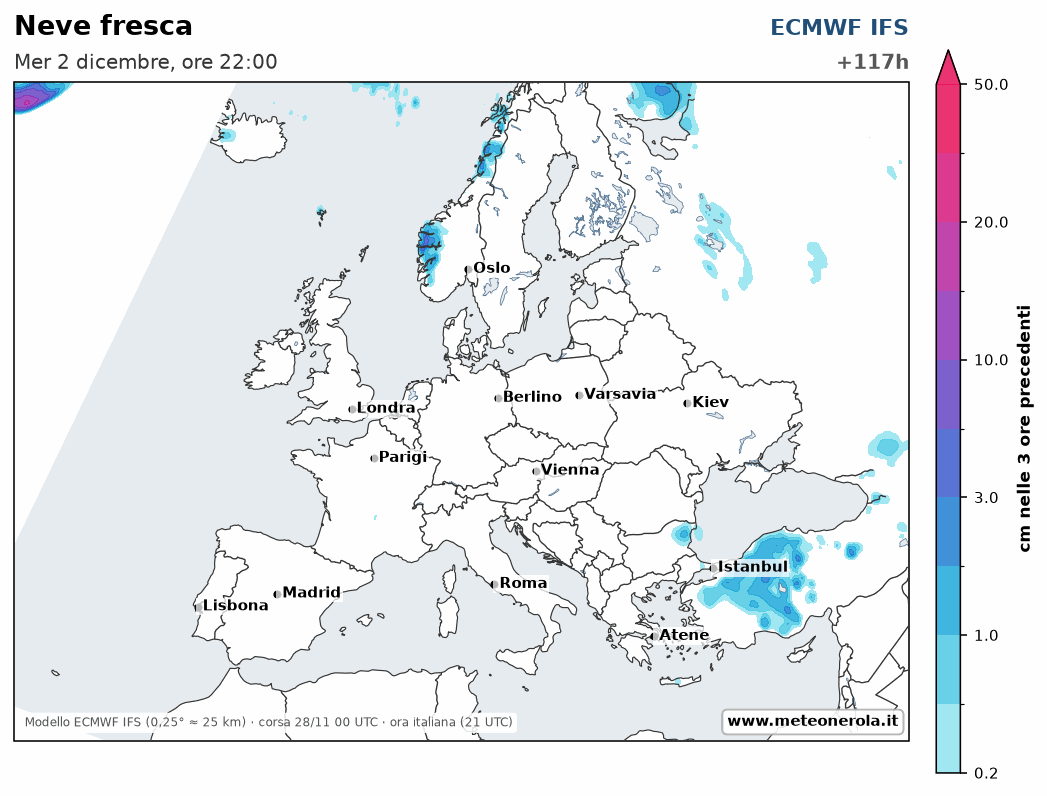 Neve fresca
ECMWF IFS
Mer 2 dicembre, ore 22:00
+117h
50.0
20.0
10.0
3.0
1.0
0.2
cm nelle 3 ore precedenti
Oslo
Berlino
Varsavia
Kiev
Londra
Parigi
Vienna
Istanbul
Roma
Madrid
Lisbona
Atene
Modello ECMWF IFS (0,25° ≈ 25 km) · corsa 28/11 00 UTC · ora italiana (21 UTC)
www.meteonerola.it